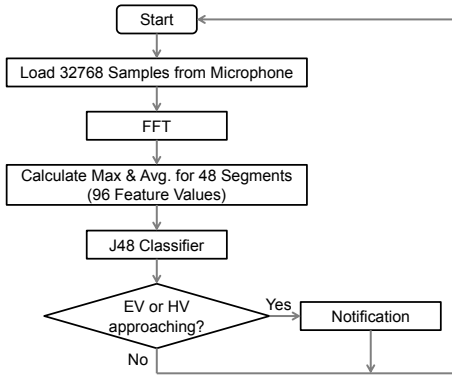 Start
Load 32768 Samples from Microphone
FFT
Calculate Max & Avg. for 48 Segments
(96 Feature Values)
J48 Classifier
EV or HV
approaching?
Yes
Notification
No